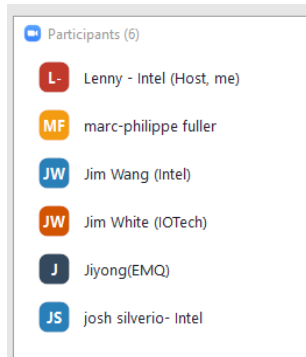 Participants (6)
L- Lenny - Intel (Host, me)
MF marc-philippe fuller
JW Jim Wang (Intel)
JW Jim White (IOTech)
J Jiyong(EMQ)
JS josh silverio- Intel